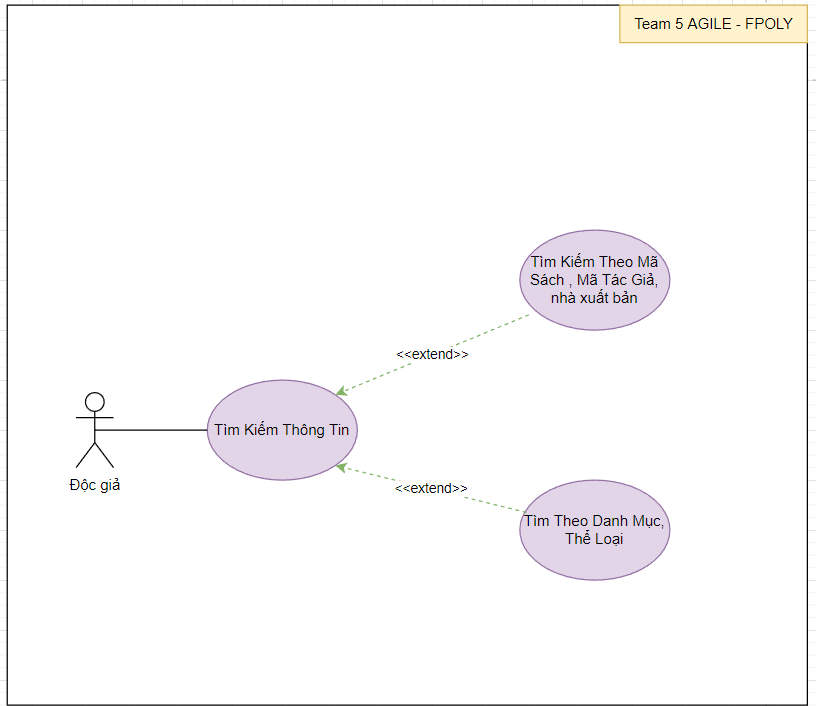 Team 5 AGILE - FPOLY
Tìm Kiếm Theo Mã
Sách , Mã Tác Giả,
nhà xuất bản
<<extend>>
Tìm Kiếm Thông Tin
Độc giả
<<extend>>
Tìm Theo Danh Mục,
Thể Loại